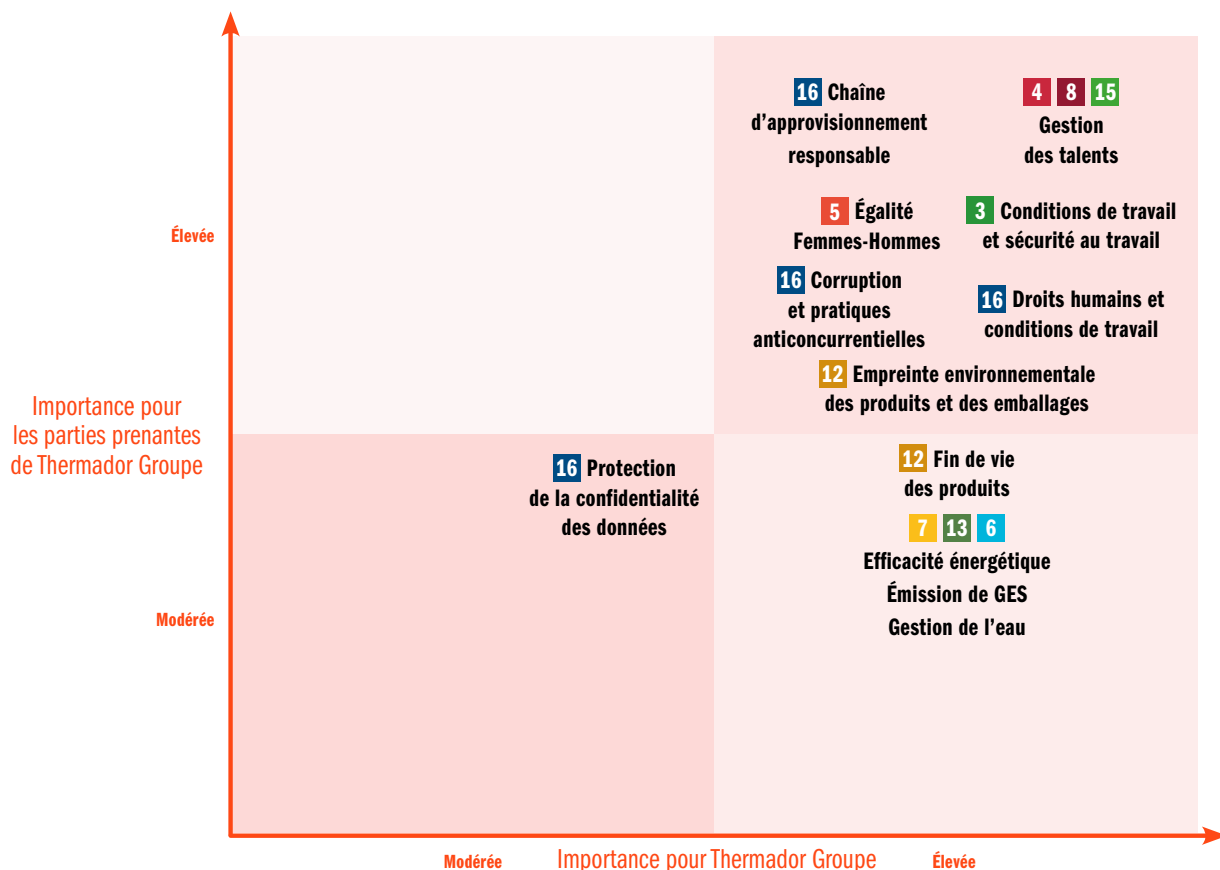 16 Chaîne
d'approvisionnement
responsable
4 8 15
Gestion
des talents
5 Égalité
Femmes-Hommes
3 Conditions de travail
et sécurité au travail
Élevée
16 Corruption
et pratiques
anticoncurrentielles
16 Droits humains et
conditions de travail
12 Empreinte environnementale
des produits et des emballages
Importance pour
les parties prenantes
de Thermador Groupe
16 Protection
de la confidentialité
des données
12 Fin de vie
des produits
7 13 6
Efficacité énergétique
Émission de GES
Gestion de l'eau
Modérée
Modérée Importance pour Thermador Groupe Élevée